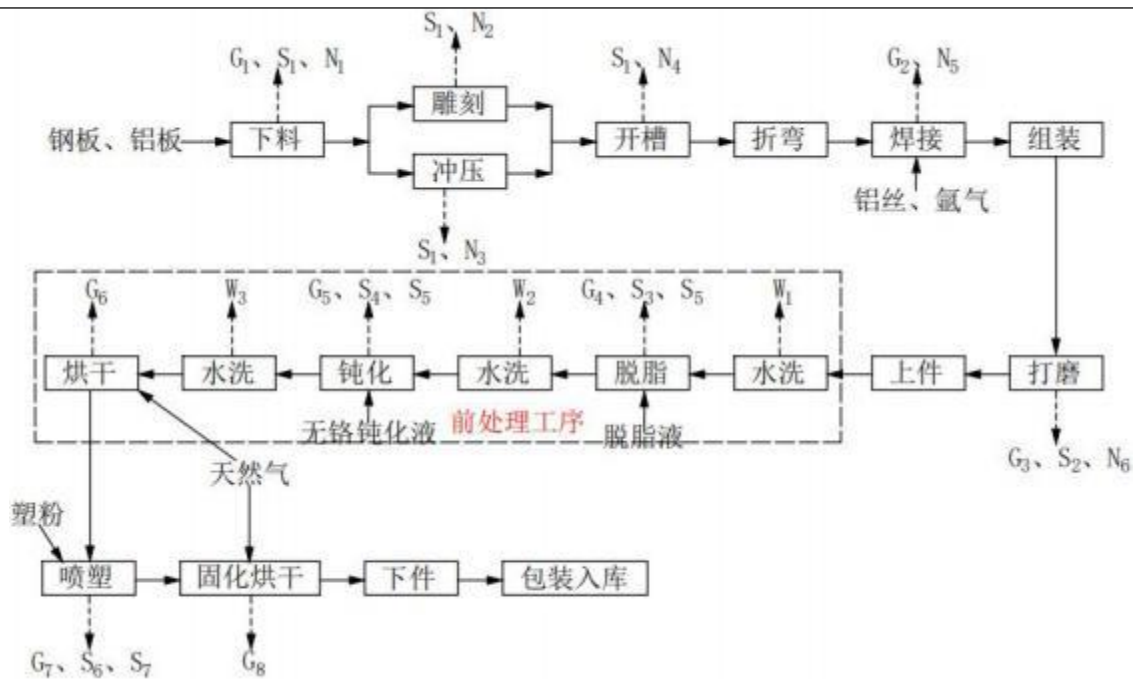 S₁、N₂
G₁、S₁、N₁
S₁、N₄
G₂、N₅
雕刻
钢板、铝板
下料
开槽
折弯
焊接
组装
冲压
铝丝、氩气
S₁、N₃
G₆
W₃
G₅、S₄、S₅
W₂
G₄、S₃、S₅
W₁
烘干
水洗
钝化
水洗
脱脂
水洗
上件
打磨
无铬钝化液
前处理工序
脱脂液
G₃、S₂、N₆
天然气
塑粉
喷塑
固化烘干
下件
包装入库
G₇、S₆、S₇
G₈